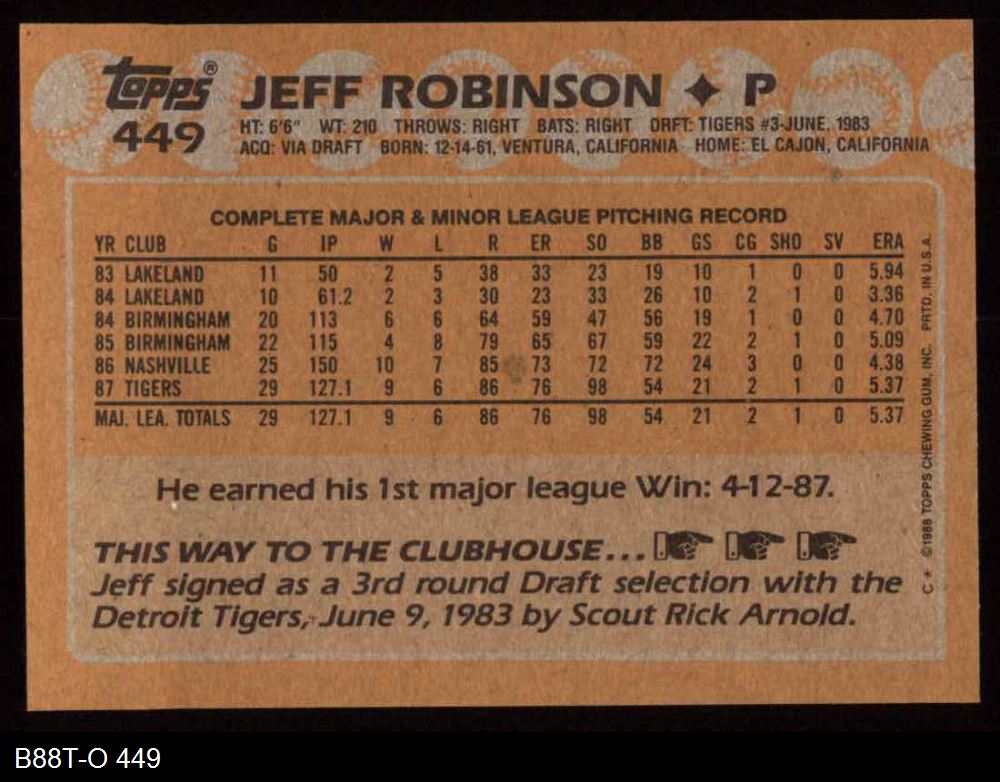 topps® JEFF ROBINSON ✦ P
449 HT: 6'6" WT: 210 THROWS: RIGHT BATS: RIGHT DRFT: TIGERS #3-JUNE, 1983
ACQ: VIA DRAFT BORN: 12-14-61, VENTURA, CALIFORNIA HOME: EL CAJON, CALIFORNIA
COMPLETE MAJOR & MINOR LEAGUE PITCHING RECORD
YR CLUB G IP W L R ER SO BB GS CG SHO SV ERA
83 LAKELAND 11 50 2 5 38 33 23 19 10 1 0 0 5.94
84 LAKELAND 10 61.2 2 3 30 23 33 26 10 2 1 0 3.36
84 BIRMINGHAM 20 113 6 6 64 59 47 56 19 1 0 0 4.70
85 BIRMINGHAM 22 115 4 8 79 65 67 59 22 2 1 0 5.09
86 NASHVILLE 25 150 10 7 85 73 72 72 24 3 0 0 4.38
87 TIGERS 29 127.1 9 6 86 76 98 54 21 2 1 0 5.37
MAJ. LEA. TOTALS 29 127.1 9 6 86 76 98 54 21 2 1 0 5.37
He earned his 1st major league Win: 4-12-87.
THIS WAY TO THE CLUBHOUSE...
Jeff signed as a 3rd round Draft selection with the
Detroit Tigers, June 9, 1983 by Scout Rick Arnold.
C * ©1988 TOPPS CHEWING GUM, INC. PRTD. IN U.S.A.
B88T-O 449